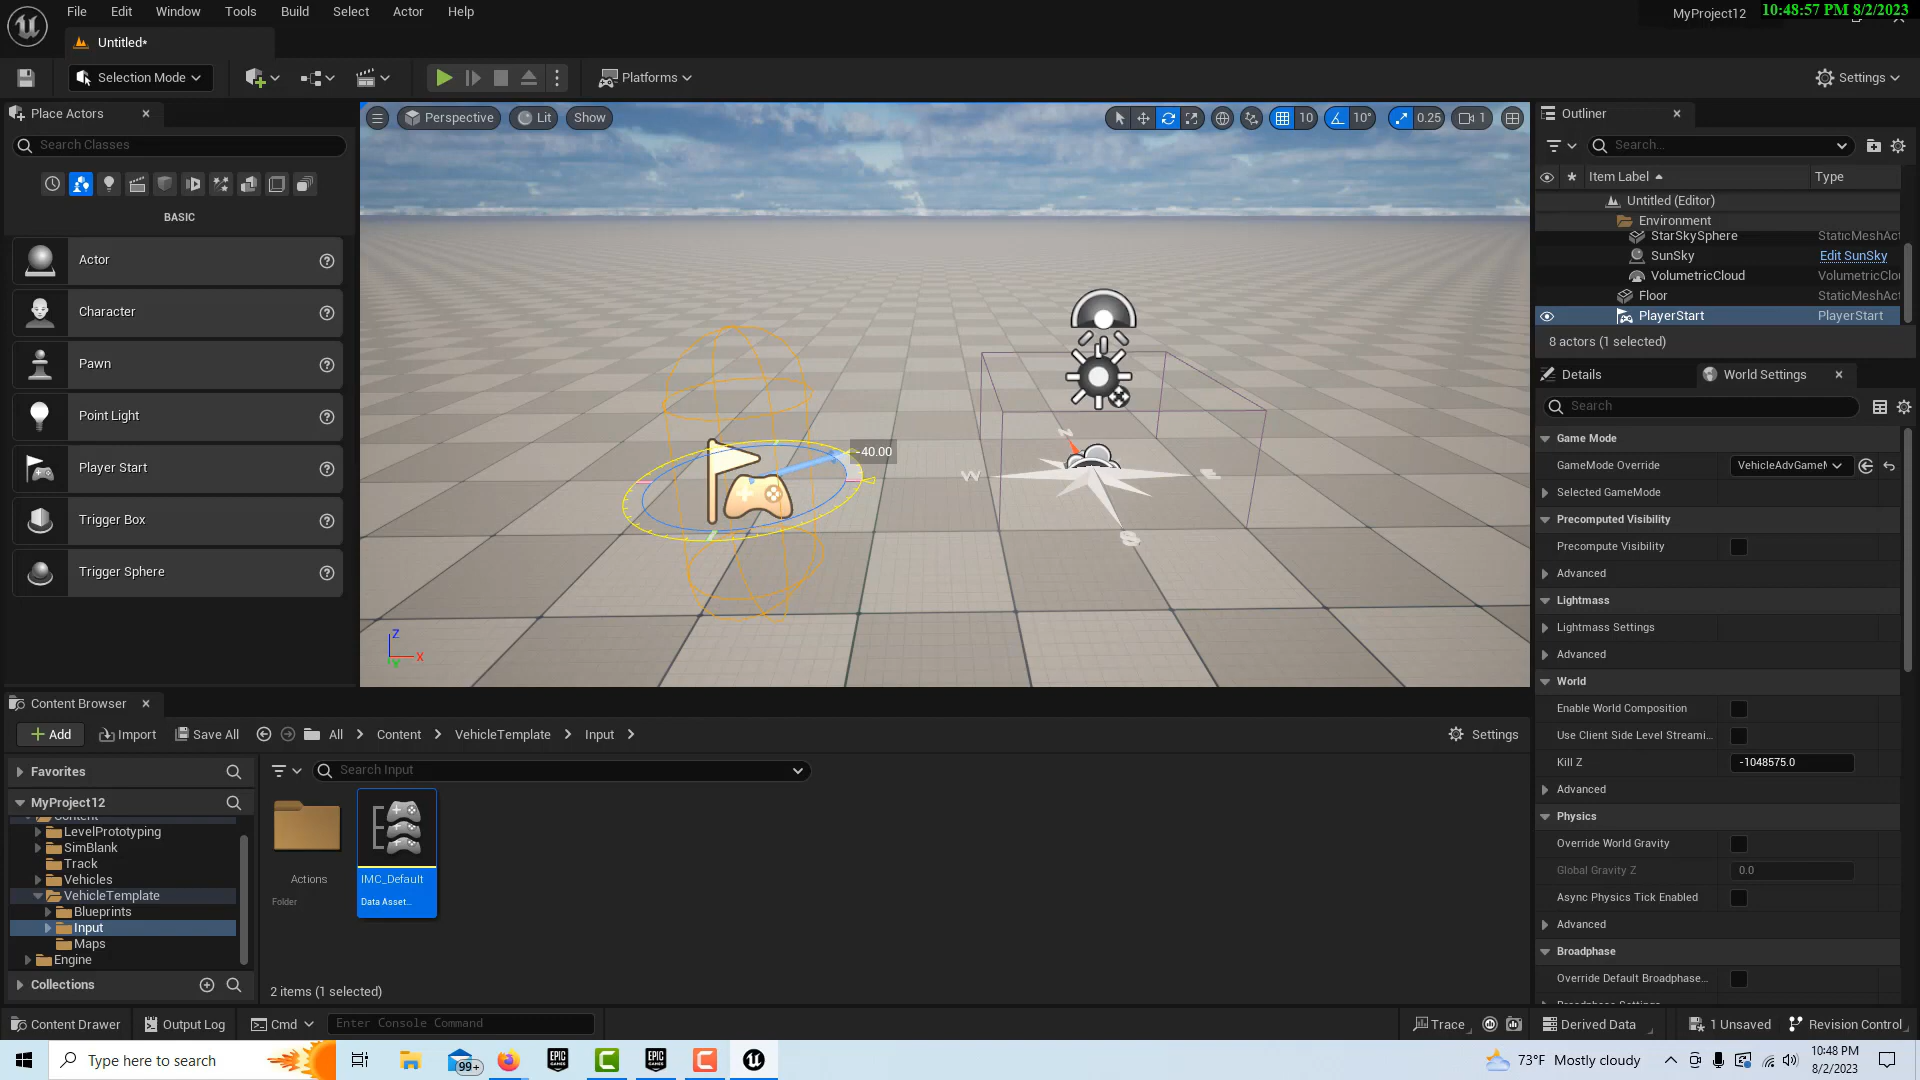 File Edit Window Tools Build Select Actor Help
MyProject12
10:48:57 PM 8/2/2023
Untitled*
Selection Mode
Platforms
Settings
Place Actors
Search Classes
BASIC
Actor
Character
Pawn
Point Light
Player Start
Trigger Box
Trigger Sphere
Perspective
Lit
Show
10
10°
0.25
1
-40.00
N
W
E
S
Z
X
Y
Outliner
Search...
Item Label
Type
Untitled (Editor)
Environment
StarSkySphere StaticMeshAct
SunSky Edit SunSky
VolumetricCloud VolumetricClou
Floor StaticMeshAct
PlayerStart PlayerStart
8 actors (1 selected)
Details
World Settings
Search
Game Mode
GameMode Override VehicleAdvGameM
Selected GameMode
Precomputed Visibility
Precompute Visibility
Advanced
Lightmass
Lightmass Settings
Advanced
World
Enable World Composition
Use Client Side Level Streami...
Kill Z -1048575.0
Advanced
Physics
Override World Gravity
Global Gravity Z 0.0
Async Physics Tick Enabled
Advanced
Broadphase
Override Default Broadphase...
Content Browser
Add
Import
Save All
All
Content
VehicleTemplate
Input
Settings
Favorites
MyProject12
Content
LevelPrototyping
SimBlank
Track
Vehicles
VehicleTemplate
Blueprints
Input
Maps
Engine
Collections
Search Input
Actions
Folder
IMC_Default
Data Asset...
2 items (1 selected)
Content Drawer
Output Log
Cmd
Enter Console Command
Trace
Derived Data
1 Unsaved
Revision Control
Type here to search
99+
EPIC GAMES
EPIC GAMES
73°F Mostly cloudy
10:48 PM
8/2/2023